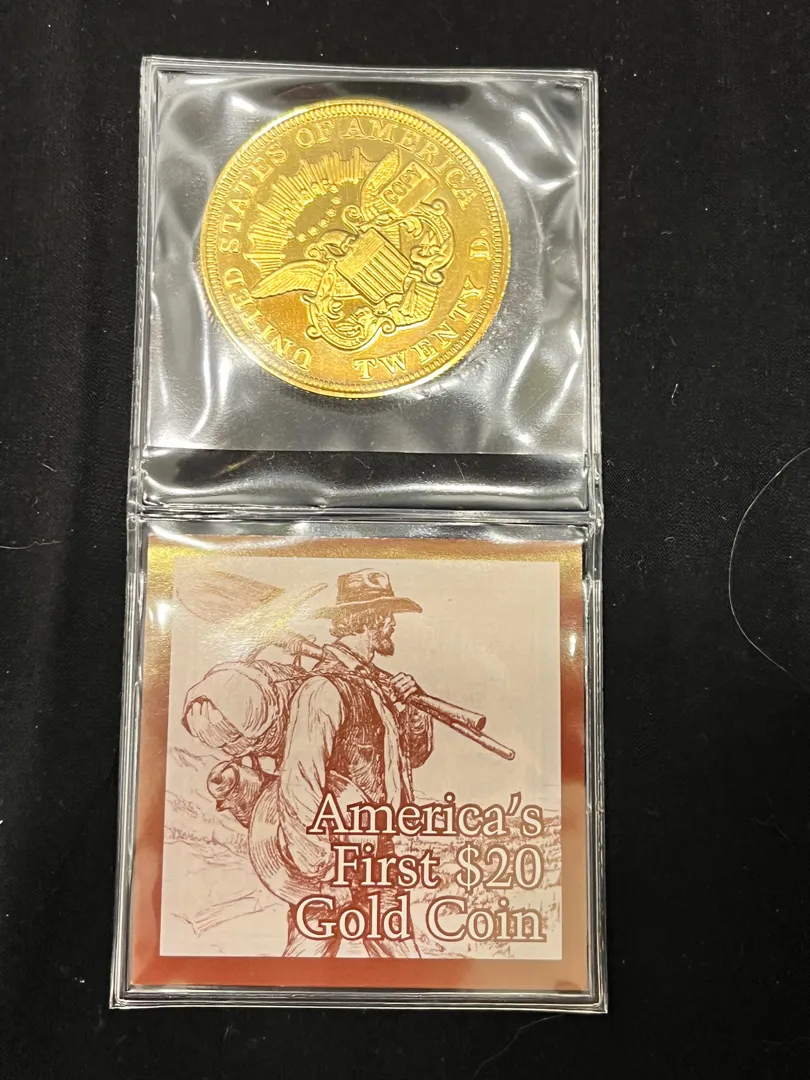 UNITED STATES OF AMERICA
COPY
TWENTY D.
America's
First $20
Gold Coin